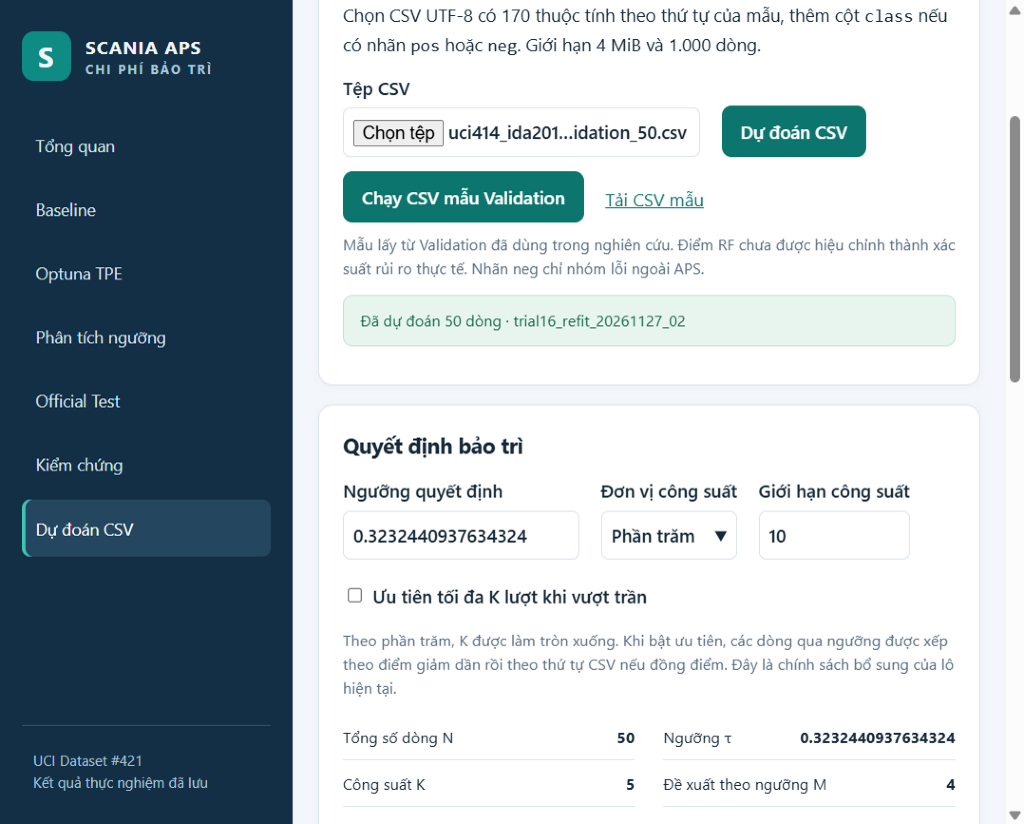 S
SCANIA APS
CHI PHÍ BẢO TRÌ
Tổng quan
Baseline
Optuna TPE
Phân tích ngưỡng
Official Test
Kiểm chứng
Dự đoán CSV
UCI Dataset #421
Kết quả thực nghiệm đã lưu
Chọn CSV UTF-8 có 170 thuộc tính theo thứ tự của mẫu, thêm cột class nếu
có nhãn pos hoặc neg. Giới hạn 4 MiB và 1.000 dòng.
Tệp CSV
Chọn tệp uci414_ida201...idation_50.csv
Dự đoán CSV
Chạy CSV mẫu Validation
Tải CSV mẫu
Mẫu lấy từ Validation đã dùng trong nghiên cứu. Điểm RF chưa được hiệu chỉnh thành xác
suất rủi ro thực tế. Nhãn neg chỉ nhóm lỗi ngoài APS.
Đã dự đoán 50 dòng · trial16_refit_20261127_02
Quyết định bảo trì
Ngưỡng quyết định
Đơn vị công suất
Giới hạn công suất
0.3232440937634324
Phần trăm
10
Ưu tiên tối đa K lượt khi vượt trần
Theo phần trăm, K được làm tròn xuống. Khi bật ưu tiên, các dòng qua ngưỡng được xếp
theo điểm giảm dần rồi theo thứ tự CSV nếu đồng điểm. Đây là chính sách bổ sung của lô
hiện tại.
Tổng số dòng N 50
Ngưỡng τ 0.3232440937634324
Công suất K 5
Đề xuất theo ngưỡng M 4